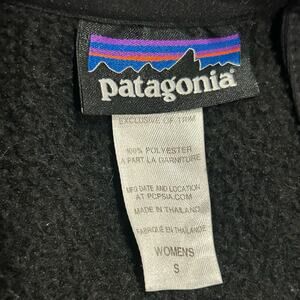 patagonia®
EXCLUSIVE OF TRIM
100% POLYESTER
A PART LA GARNITURE
MFG DATE AND LOCATION
AT PCPSIA.COM
MADE IN THAILAND
FABRIQUÉ EN THAÏLANDE
WOMENS
S